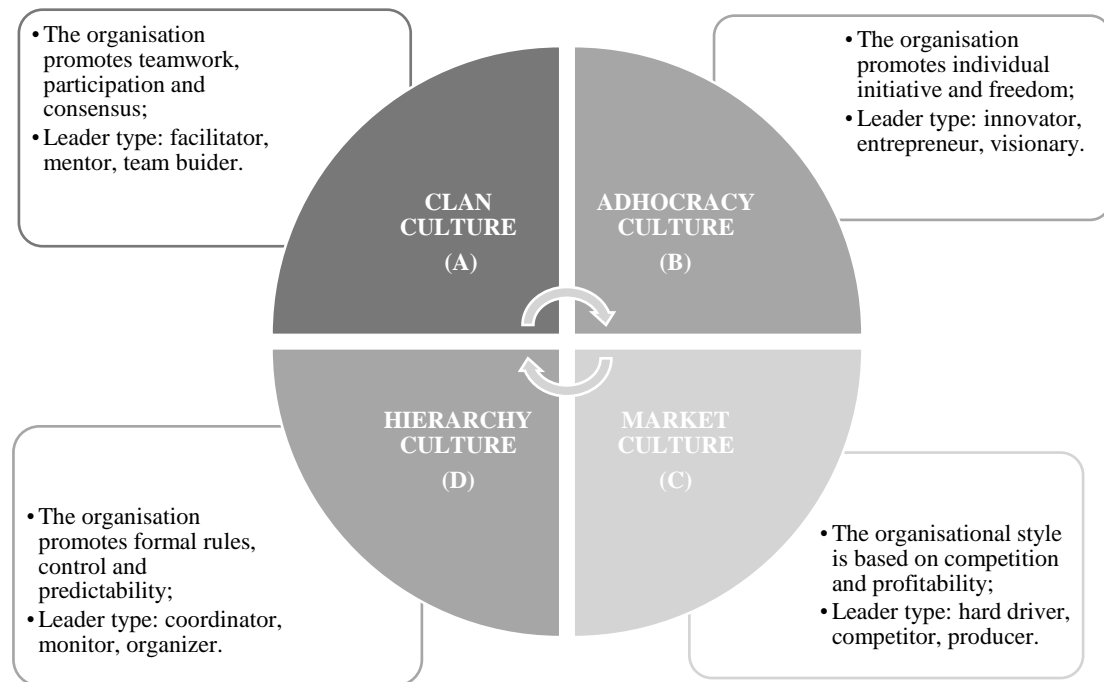 • The organisation
promotes teamwork,
participation and
consensus;
• Leader type: facilitator,
mentor, team buider.
• The organisation
promotes individual
initiative and freedom;
• Leader type: innovator,
entrepreneur, visionary.
CLAN
CULTURE
(A)
ADHOCRACY
CULTURE
(B)
HIERARCHY
CULTURE
(D)
MARKET
CULTURE
(C)
• The organisation
promotes formal rules,
control and
predictability;
• Leader type: coordinator,
monitor, organizer.
• The organisational style
is based on competition
and profitability;
• Leader type: hard driver,
competitor, producer.